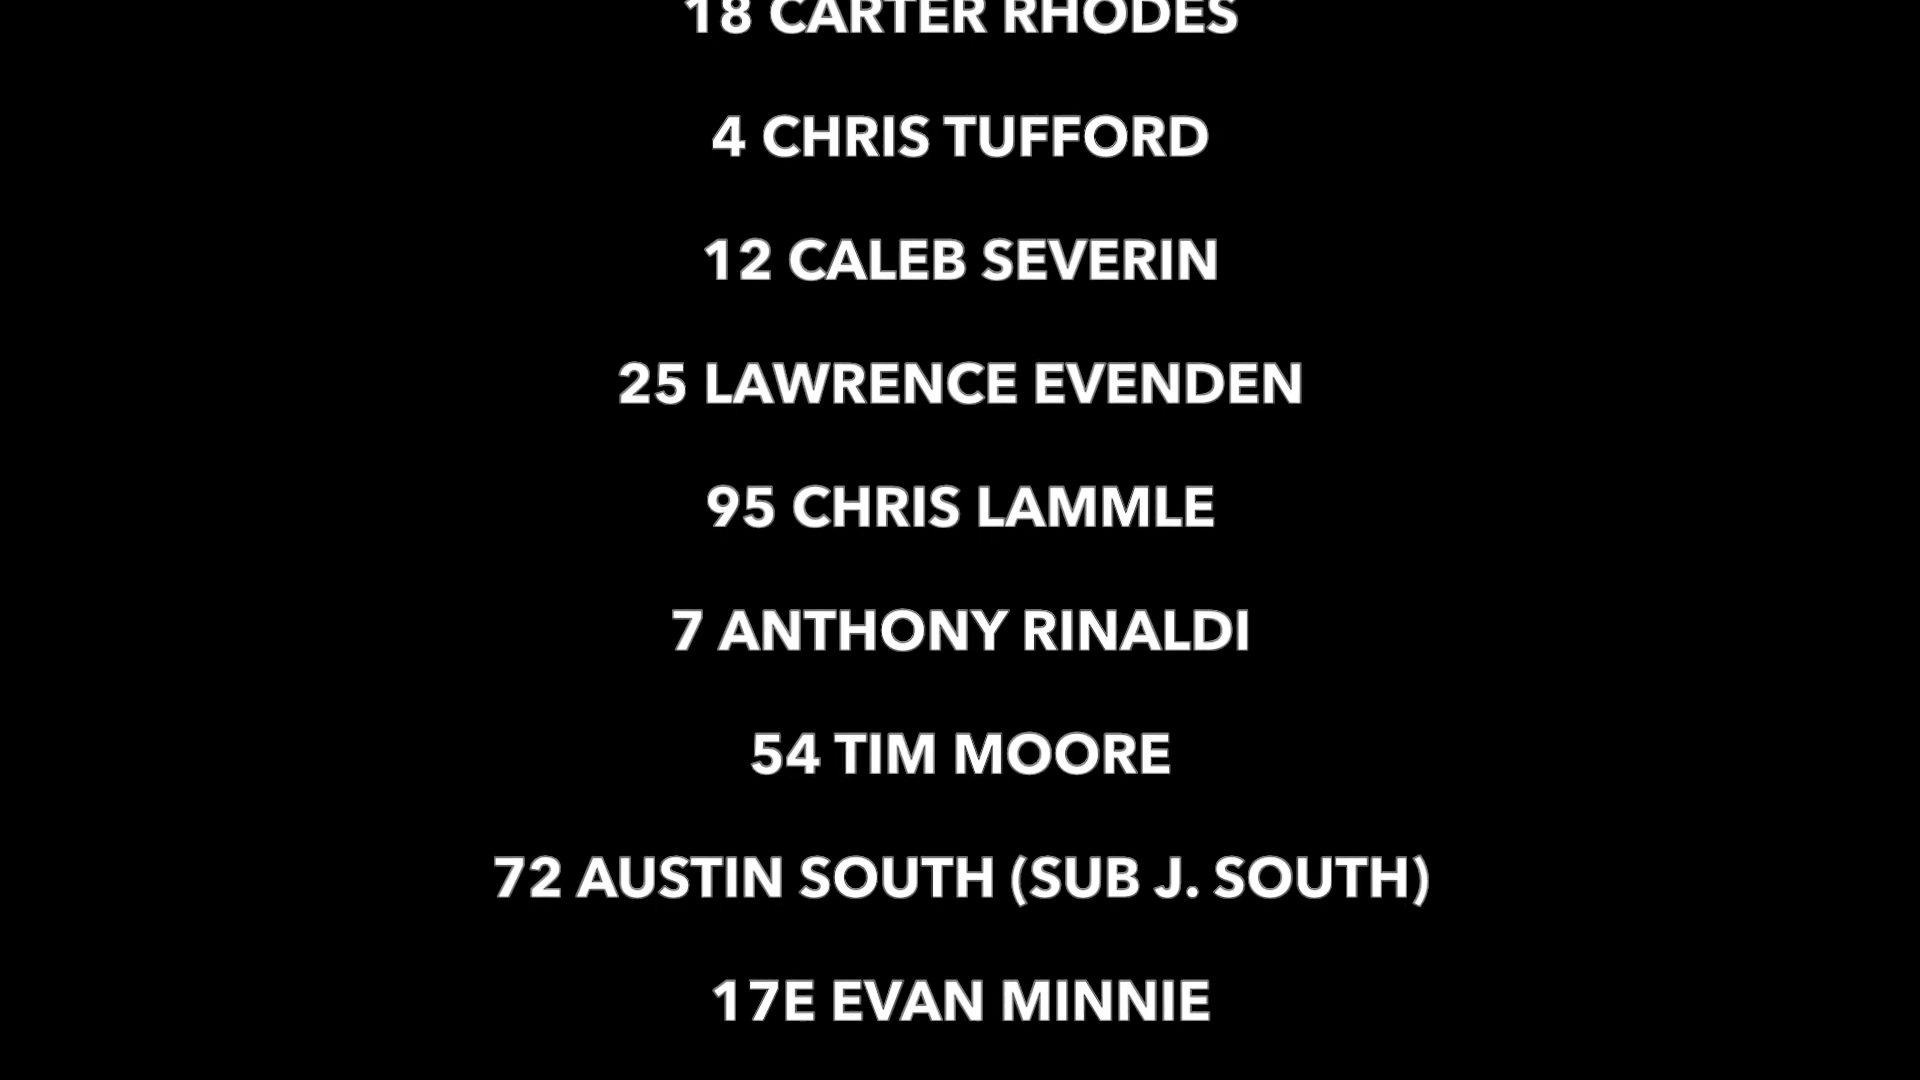 18 CARTER RHODES
4 CHRIS TUFFORD
12 CALEB SEVERIN
25 LAWRENCE EVENDEN
95 CHRIS LAMMLE
7 ANTHONY RINALDI
54 TIM MOORE
72 AUSTIN SOUTH (SUB J. SOUTH)
17E EVAN MINNIE